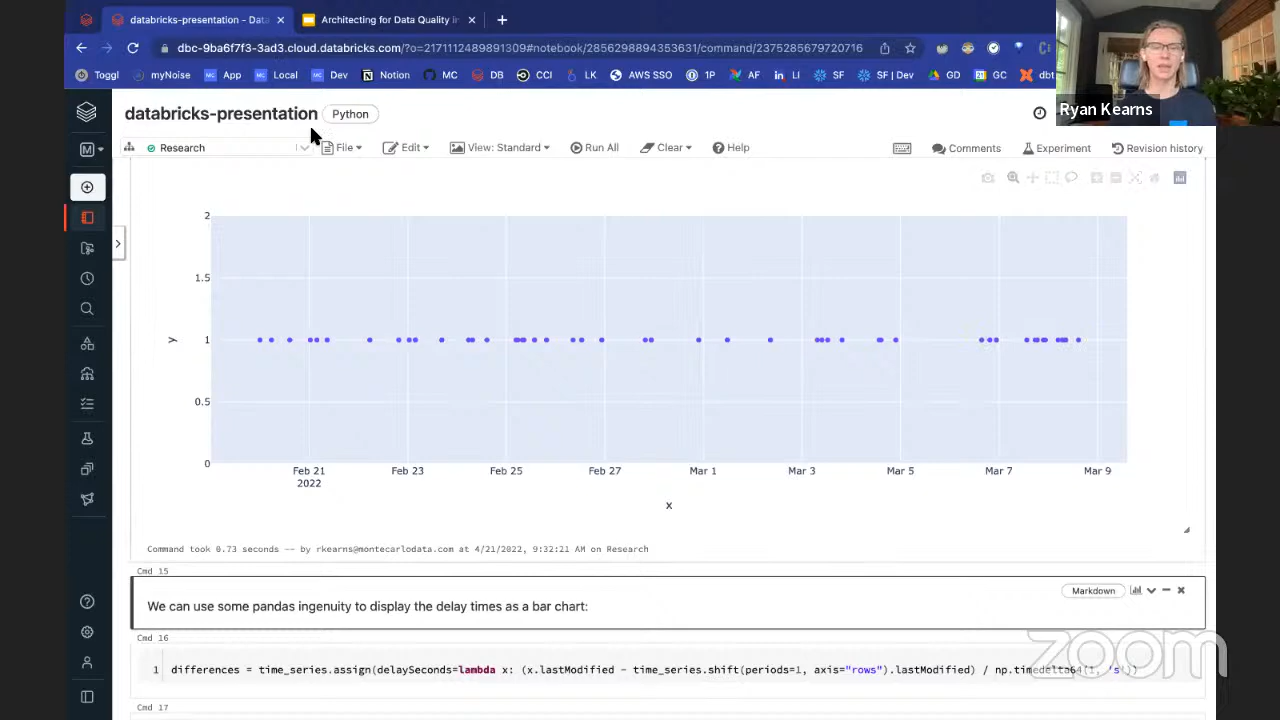 databricks-presentation - Data
Architecting for Data Quality in
dbc-9ba6f7f3-3ad3.cloud.databricks.com/?o=2171112489891309#notebook/2856298894353631/command/2375285679720716
Toggl
myNoise
App
Local
Dev
Notion
MC
DB
CCI
LK
AWS SSO
1P
AF
LI
SF
SF | Dev
GD
GC
dbt
Ryan Kearns
databricks-presentation
Python
M
Research
File
Edit
View: Standard
Run All
Clear
Help
Comments
Experiment
Revision history
2
1.5
y
1
0.5
0
Feb 21
2022
Feb 23
Feb 25
Feb 27
Mar 1
Mar 3
Mar 5
Mar 7
Mar 9
x
Command took 0.73 seconds -- by rkearns@montecarlodata.com at 4/21/2022, 9:32:21 AM on Research
Cmd 15
Markdown
We can use some pandas ingenuity to display the delay times as a bar chart:
Cmd 16
1 differences = time_series.assign(delaySeconds=lambda x: (x.lastModified - time_series.shift(periods=1, axis="rows").lastModified) / np.timedelta64(1, 's'))
zoom
Cmd 17